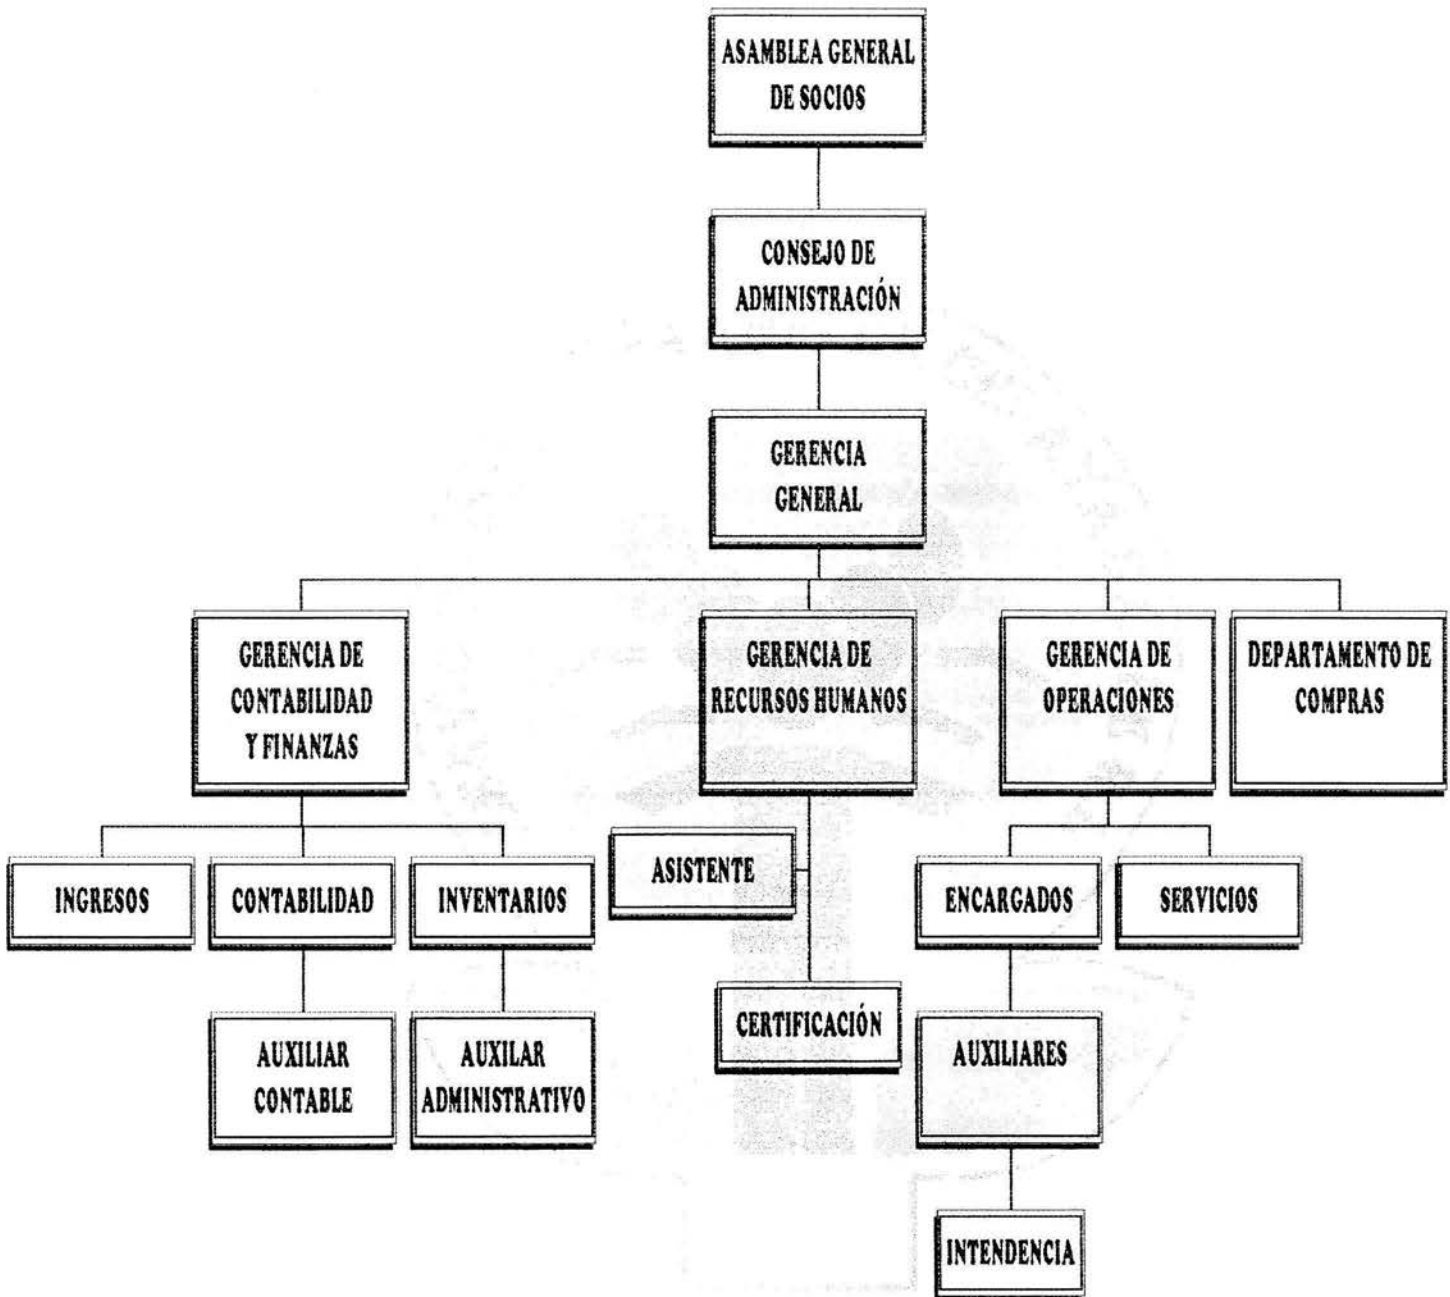 ASAMBLEA GENERAL
DE SOCIOS
CONSEJO DE
ADMINISTRACIÓN
GERENCIA
GENERAL
GERENCIA DE
CONTABILIDAD
Y FINANZAS
GERENCIA DE
RECURSOS HUMANOS
GERENCIA DE
OPERACIONES
DEPARTAMENTO DE
COMPRAS
INGRESOS
CONTABILIDAD
INVENTARIOS
ASISTENTE
ENCARGADOS
SERVICIOS
AUXILIAR
CONTABLE
AUXILAR
ADMINISTRATIVO
CERTIFICACIÓN
AUXILIARES
INTENDENCIA